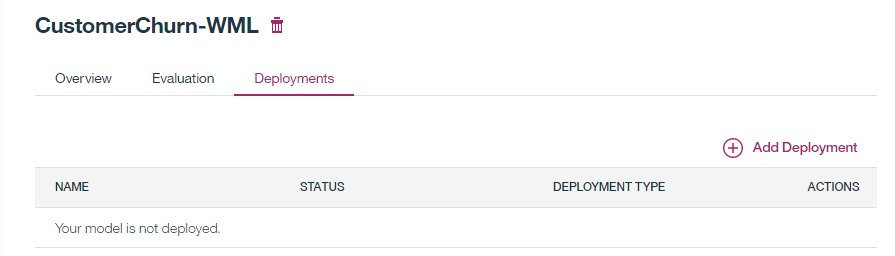 CustomerChurn-WML
Overview Evaluation Deployments
Add Deployment
NAME STATUS DEPLOYMENT TYPE ACTIONS
Your model is not deployed.